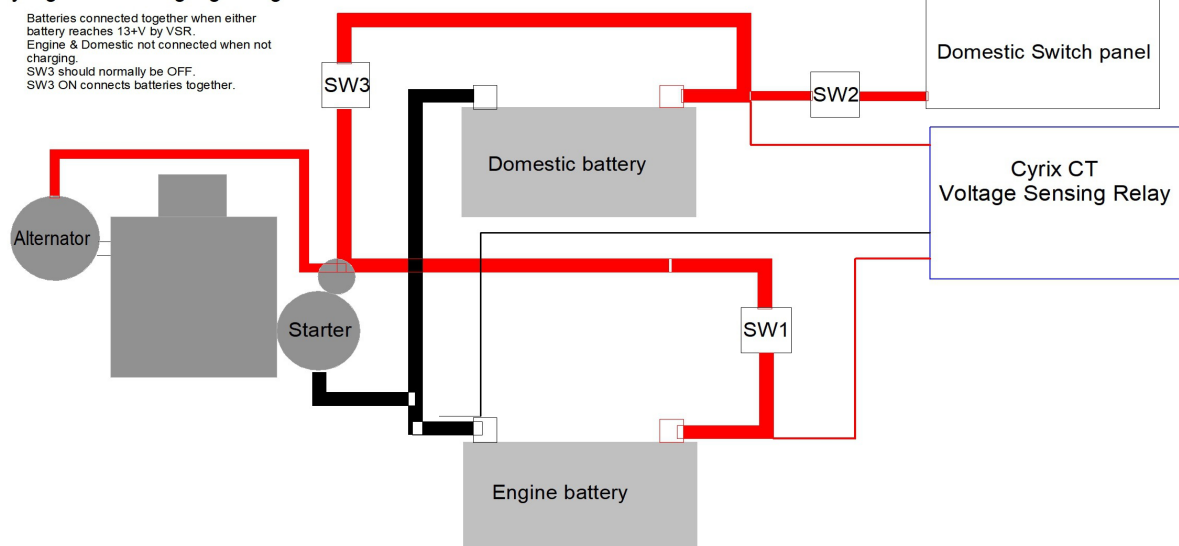 Batteries connected together when either
battery reaches 13+V by VSR.
Engine & Domestic not connected when not
charging.
SW3 should normally be OFF.
SW3 ON connects batteries together.
Domestic Switch panel
SW3
SW2
Domestic battery
Cyrix CT
Voltage Sensing Relay
Alternator
Starter
SW1
Engine battery